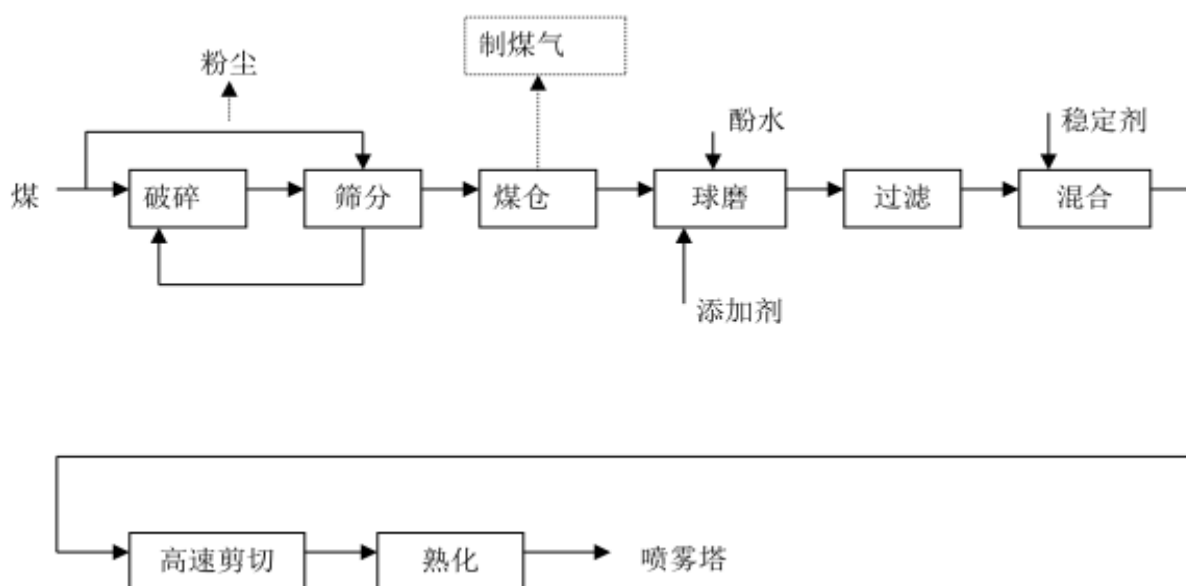 制煤气
粉尘
酚水
稳定剂
煤
破碎
筛分
煤仓
球磨
过滤
混合
添加剂
高速剪切
熟化
喷雾塔